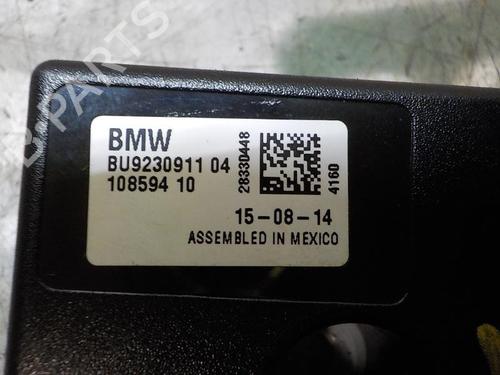 BMW
BU9230911 04
108594 10
28330448
4160
15-08-14
ASSEMBLED IN MEXICO
B-PARTS